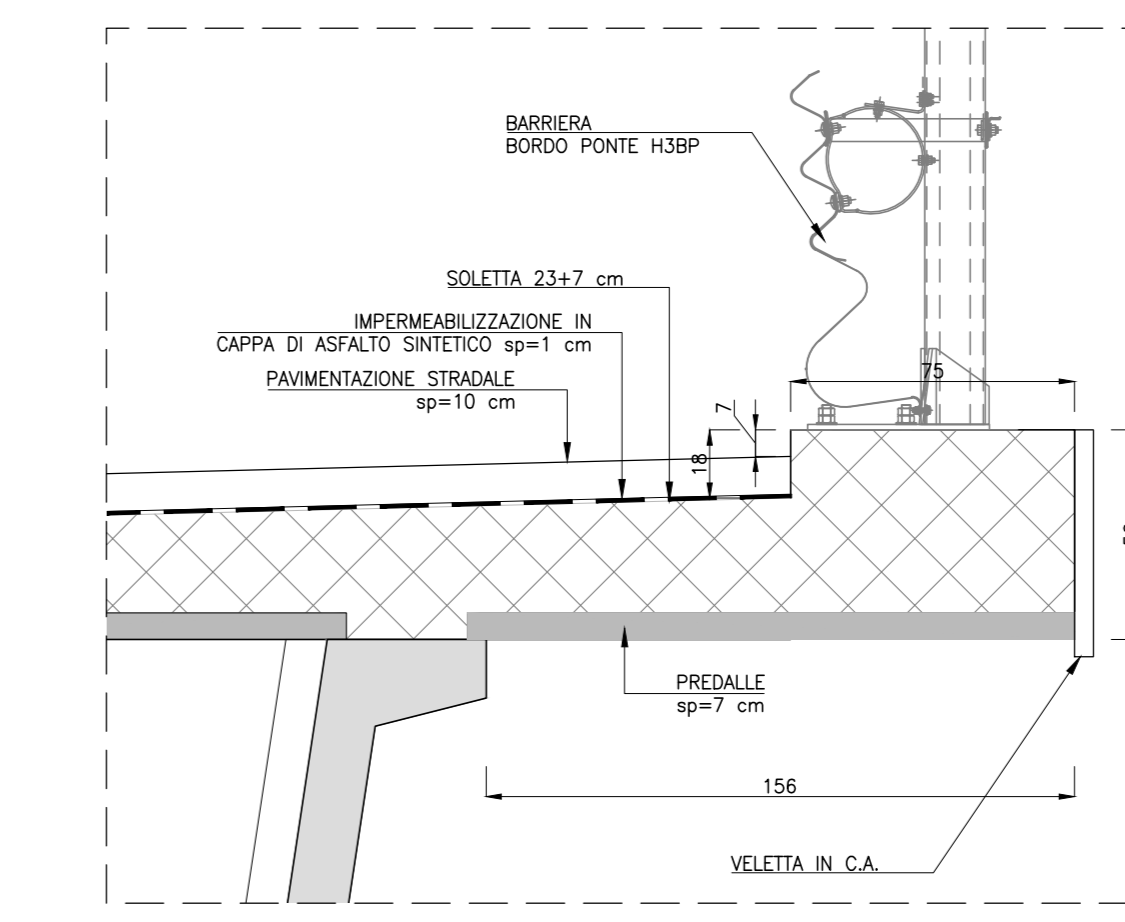 BARRIERA
BORDO PONTE H3BP
SOLETTA 23+7 cm
IMPERMEABILIZZAZIONE IN
CAPPA DI ASFALTO SINTETICO sp=1 cm
PAVIMENTAZIONE STRADALE
sp=10 cm
75
7
18
PREDALLE
sp=7 cm
156
VELETTA IN C.A.